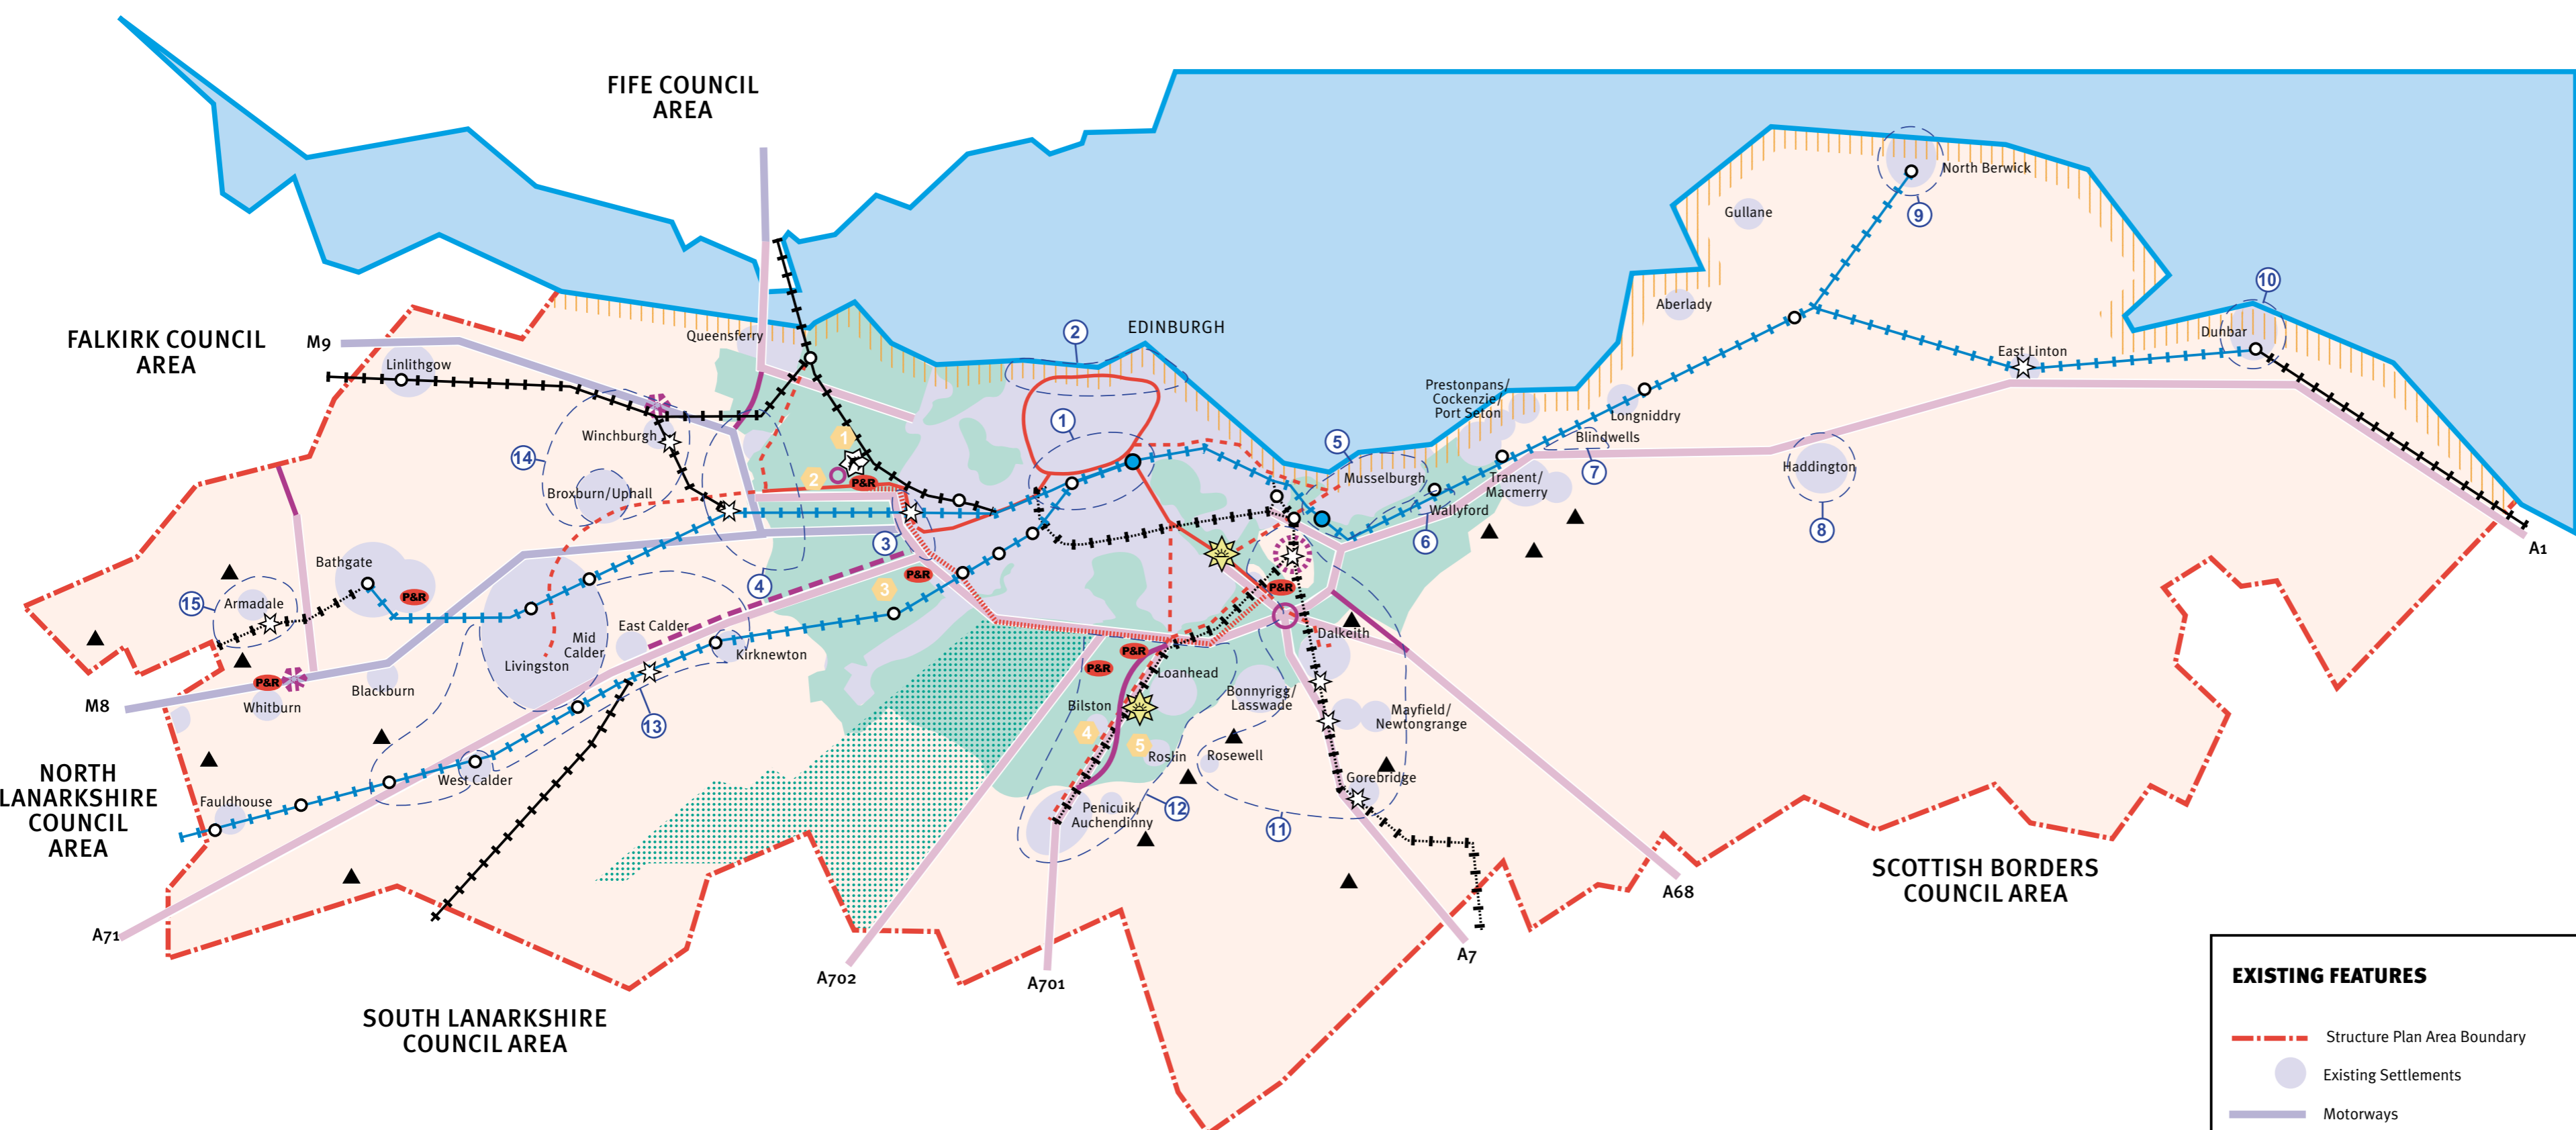 FIFE COUNCIL
AREA
North Berwick
9
Gullane
10
Aberlady
Dunbar
FALKIRK COUNCIL
AREA
M9
Queensferry
2
EDINBURGH
East Linton
Linlithgow
Prestonpans/
Cockenzie/
Port Seton
Longniddry
1
Winchburgh
1
5
Blindwells
14
7
Haddington
Broxburn/Uphall
2
P&R
Musselburgh
Tranent/
Macmerry
Wallyford
8
3
6
A1
Bathgate
P&R
4
P&R
3
P&R
15
Armadale
East Calder
Mid
Calder
Livingston
Kirknewton
Dalkeith
P&R
P&R
Loanhead
Blackburn
P&R
Whitburn
M8
Bonnyrigg/
Lasswade
Bilston
Mayfield/
Newtongrange
13
4
5
Roslin
Rosewell
NORTH
LANARKSHIRE
COUNCIL
AREA
West Calder
Gorebridge
Fauldhouse
Penicuik/
Auchendinny
12
11
SCOTTISH BORDERS
COUNCIL AREA
A68
A71
A7
A702
A701
SOUTH LANARKSHIRE
COUNCIL AREA
EXISTING FEATURES
Structure Plan Area Boundary
Existing Settlements
Motorways